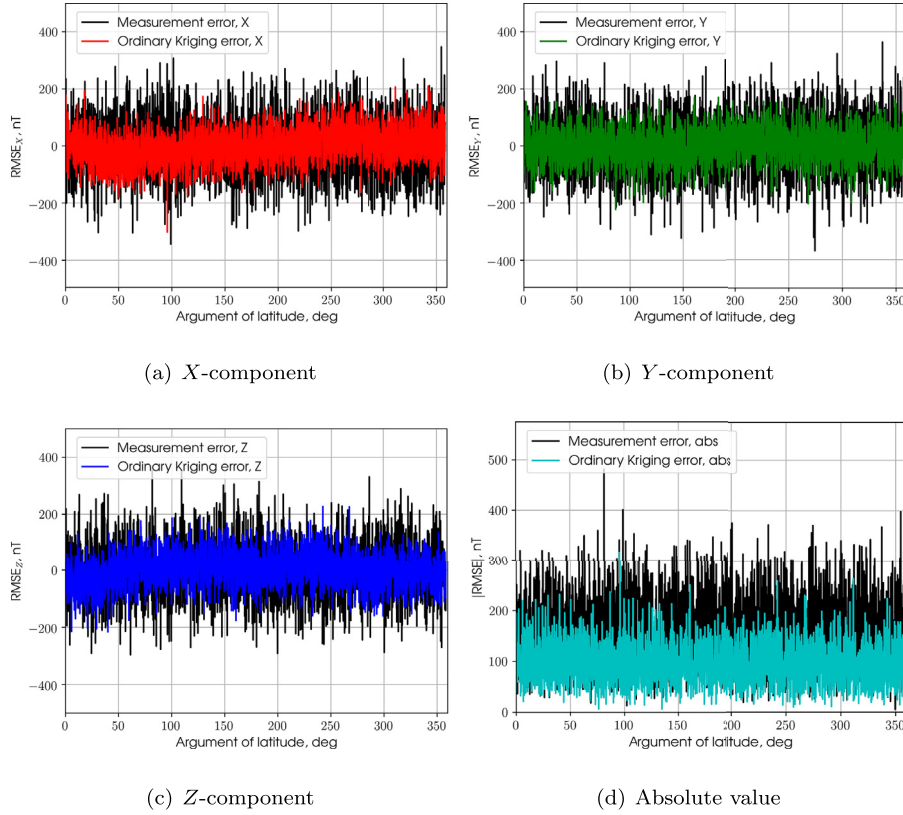 Measurement error, X
Ordinary Kriging error, X
400
200
0
−200
−400
RMSE_X, nT
0 50 100 150 200 250 300 350
Argument of latitude, deg
(a) X-component
Measurement error, Y
Ordinary Kriging error, Y
400
200
0
−200
−400
RMSE_Y, nT
0 50 100 150 200 250 300 350
Argument of latitude, deg
(b) Y-component
Measurement error, Z
Ordinary Kriging error, Z
400
200
0
−200
−400
RMSE_Z, nT
0 50 100 150 200 250 300 350
Argument of latitude, deg
(c) Z-component
Measurement error, abs
Ordinary Kriging error, abs
500
400
300
200
100
0
|RMSE|, nT
0 50 100 150 200 250 300 350
Argument of latitude, deg
(d) Absolute value